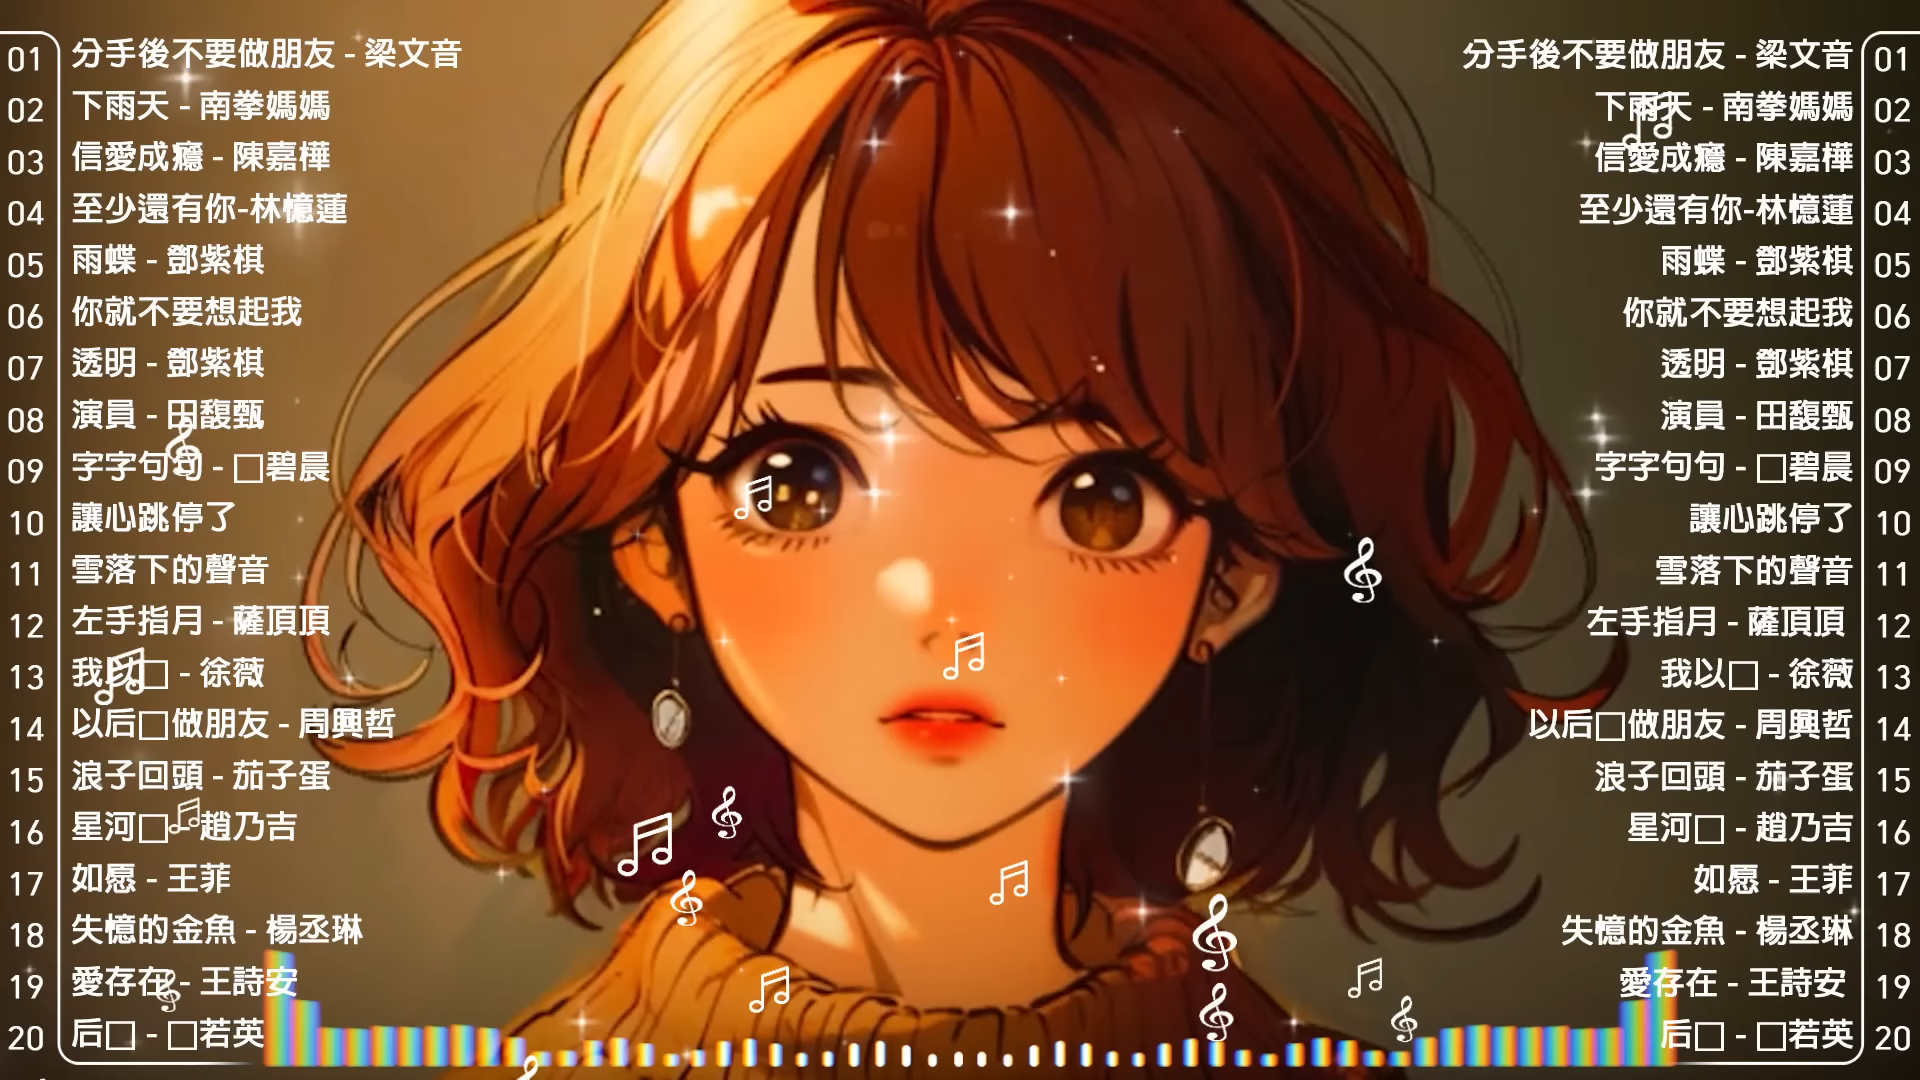 01 分手後不要做朋友 - 梁文音
02 下雨天 - 南拳媽媽
03 信愛成癮 - 陳嘉樺
04 至少還有你-林憶蓮
05 雨蝶 - 鄧紫棋
06 你就不要想起我
07 透明 - 鄧紫棋
08 演員 - 田馥甄
09 字字句句 - □碧晨
10 讓心跳停了
11 雪落下的聲音
12 左手指月 - 薩頂頂
13 我以□ - 徐薇
14 以后□做朋友 - 周興哲
15 浪子回頭 - 茄子蛋
16 星河□ - 趙乃吉
17 如愿 - 王菲
18 失憶的金魚 - 楊丞琳
19 愛存在 - 王詩安
20 后□ - □若英
分手後不要做朋友 - 梁文音 01
下雨天 - 南拳媽媽 02
信愛成癮 - 陳嘉樺 03
至少還有你-林憶蓮 04
雨蝶 - 鄧紫棋 05
你就不要想起我 06
透明 - 鄧紫棋 07
演員 - 田馥甄 08
字字句句 - □碧晨 09
讓心跳停了 10
雪落下的聲音 11
左手指月 - 薩頂頂 12
我以□ - 徐薇 13
以后□做朋友 - 周興哲 14
浪子回頭 - 茄子蛋 15
星河□ - 趙乃吉 16
如愿 - 王菲 17
失憶的金魚 - 楊丞琳 18
愛存在 - 王詩安 19
后□ - □若英 20